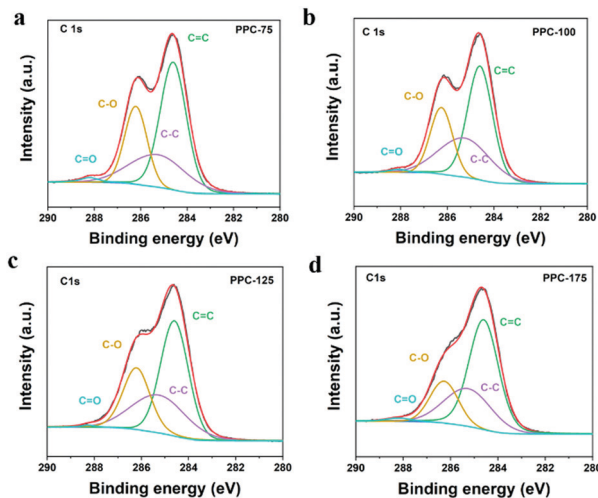 a
C 1s
PPC-75
C=C
C-O
C-C
C=O
Intensity (a.u.)
290 288 286 284 282 280
Binding energy (eV)
b
C 1s
PPC-100
C=C
C-O
C-C
C=O
Intensity (a.u.)
290 288 286 284 282 280
Binding energy (eV)
c
C1s
PPC-125
C=C
C-O
C-C
C=O
Intensity (a.u.)
290 288 286 284 282 280
Binding energy (eV)
d
C1s
PPC-175
C=C
C-O
C-C
C=O
Intensity (a.u.)
290 288 286 284 282 280
Binding energy (eV)